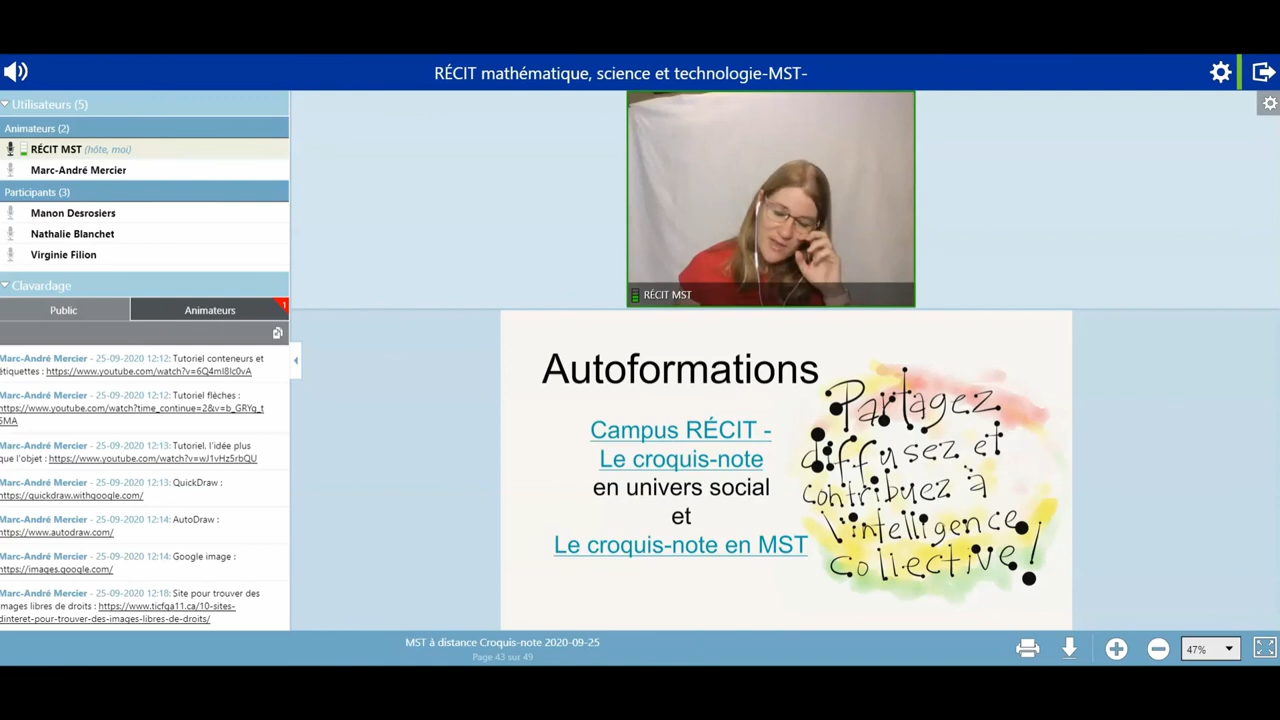 RÉCIT mathématique, science et technologie-MST-
Utilisateurs (5)
Animateurs (2)
RÉCIT MST (hôte, moi)
Marc-André Mercier
Participants (3)
Manon Desrosiers
Nathalie Blanchet
Virginie Filion
Clavardage
Public
Animateurs
1
Marc-André Mercier - 25-09-2020 12:12: Tutoriel conteneurs et
étiquettes : https://www.youtube.com/watch?v=6Q4ml8lc0vA
Marc-André Mercier - 25-09-2020 12:12: Tutoriel flêches :
https://www.youtube.com/watch?time_continue=2&v=b_GRYq_t
5MA
Marc-André Mercier - 25-09-2020 12:13: Tutoriel, l'idée plus
que l'objet : https://www.youtube.com/watch?v=wJ1vHz5rbQU
Marc-André Mercier - 25-09-2020 12:13: QuickDraw :
https://quickdraw.withgoogle.com/
Marc-André Mercier - 25-09-2020 12:14: AutoDraw :
https://www.autodraw.com/
Marc-André Mercier - 25-09-2020 12:14: Google image :
https://images.google.com/
Marc-André Mercier - 25-09-2020 12:18: Site pour trouver des
images libres de droits : https://www.ticfga11.ca/10-sites-
dinteret-pour-trouver-des-images-libres-de-droits/
RÉCIT MST
Autoformations
Campus RÉCIT -
Le croquis-note
en univers social
et
Le croquis-note en MST
Partagez
diffusez et
contribuez à
l'intelligence
collective!
MST à distance Croquis-note 2020-09-25
Page 43 sur 49
47%